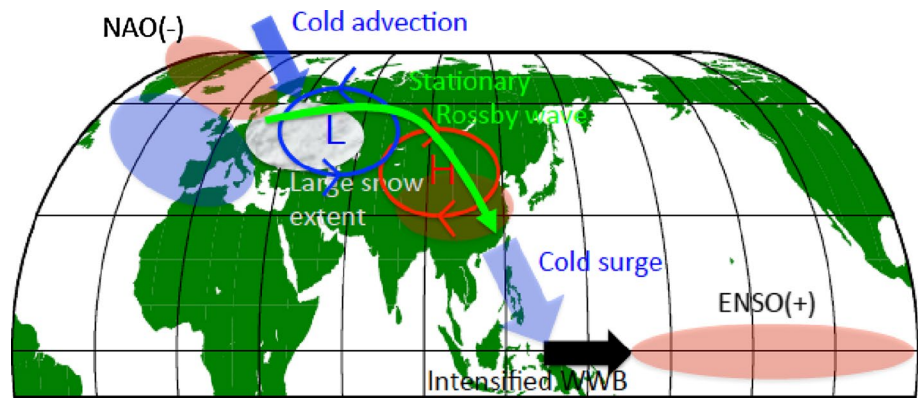 NAO(-)
Cold advection
Stationary
Rossby wave
L
H
Large snow
extent
Cold surge
ENSO(+)
Intensified WWB